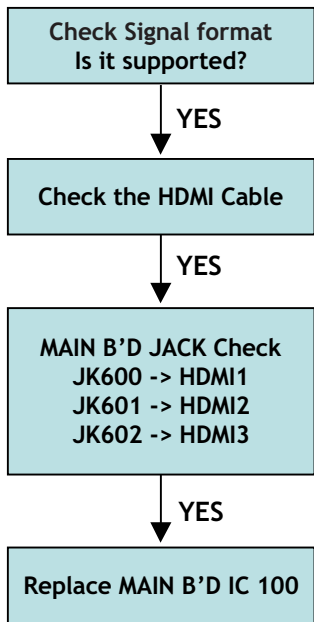 Check Signal format
Is it supported?
YES
Check the HDMI Cable
YES
MAIN B’D JACK Check
JK600 -> HDMI1
JK601 -> HDMI2
JK602 -> HDMI3
YES
Replace MAIN B’D IC 100